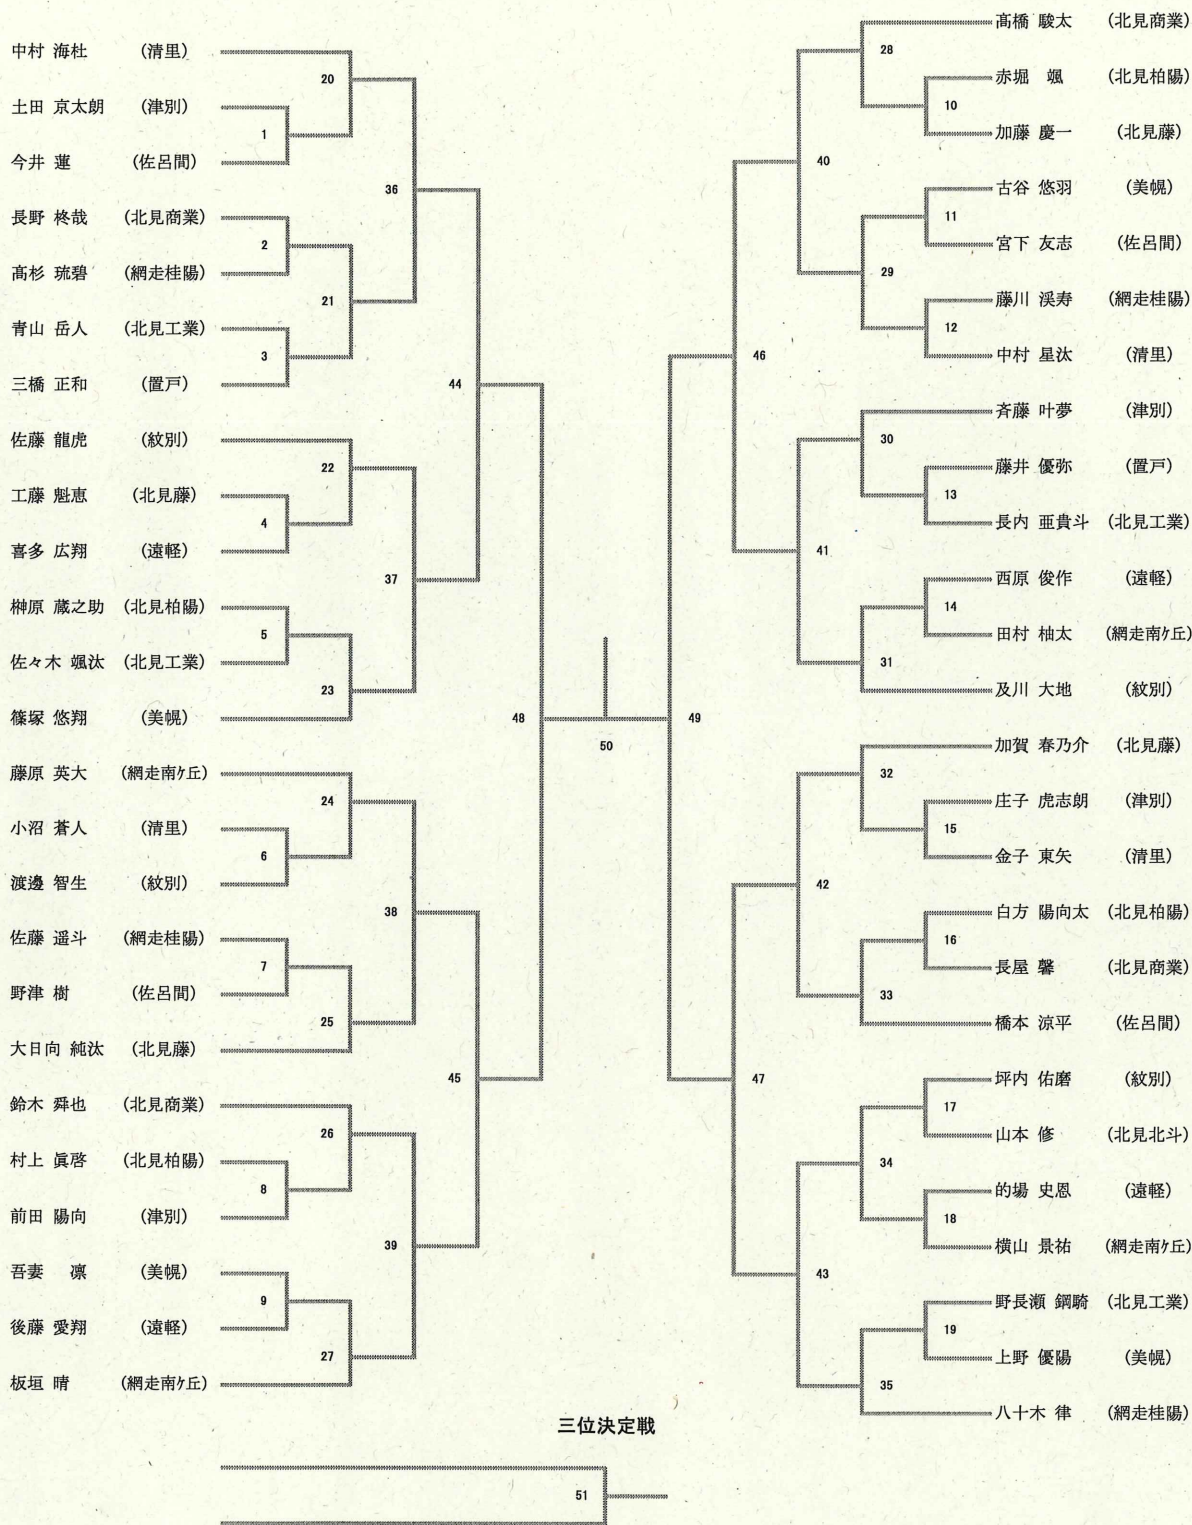 中村 海杜 (清里)
土田 京太朗 (津別)
今井 蓮 (佐呂間)
長野 柊哉 (北見商業)
高杉 琉碧 (網走桂陽)
青山 岳人 (北見工業)
三橋 正和 (置戸)
佐藤 龍虎 (紋別)
工藤 魁恵 (北見藤)
喜多 広翔 (遠軽)
榊原 蔵之助 (北見柏陽)
佐々木 颯汰 (北見工業)
篠塚 悠翔 (美幌)
藤原 英大 (網走南ケ丘)
小沼 蒼人 (清里)
渡邊 智生 (紋別)
佐藤 遥斗 (網走桂陽)
野津 樹 (佐呂間)
大日向 純汰 (北見藤)
鈴木 舜也 (北見商業)
村上 眞啓 (北見柏陽)
前田 陽向 (津別)
吾妻 凛 (美幌)
後藤 愛翔 (遠軽)
板垣 晴 (網走南ケ丘)
20
1
36
2
21
3
44
22
4
37
5
23
48
24
6
38
7
25
45
26
8
39
9
27
50
髙橋 駿太 (北見商業)
赤堀 颯 (北見柏陽)
加藤 慶一 (北見藤)
古谷 悠羽 (美幌)
宮下 友志 (佐呂間)
藤川 渓寿 (網走桂陽)
中村 星汰 (清里)
斉藤 叶夢 (津別)
藤井 優弥 (置戸)
長内 亜貴斗 (北見工業)
西原 俊作 (遠軽)
田村 柚太 (網走南ケ丘)
及川 大地 (紋別)
加賀 春乃介 (北見藤)
庄子 虎志朗 (津別)
金子 東矢 (清里)
白方 陽向太 (北見柏陽)
長屋 馨 (北見商業)
橋本 涼平 (佐呂間)
坪内 佑磨 (紋別)
山本 修 (北見北斗)
的場 史恩 (遠軽)
横山 景祐 (網走南ケ丘)
野長瀬 鋼騎 (北見工業)
上野 優陽 (美幌)
八十木 律 (網走桂陽)
28
10
40
11
29
12
46
30
13
41
14
31
49
32
15
42
16
33
47
17
34
18
43
19
35
三位決定戦
51